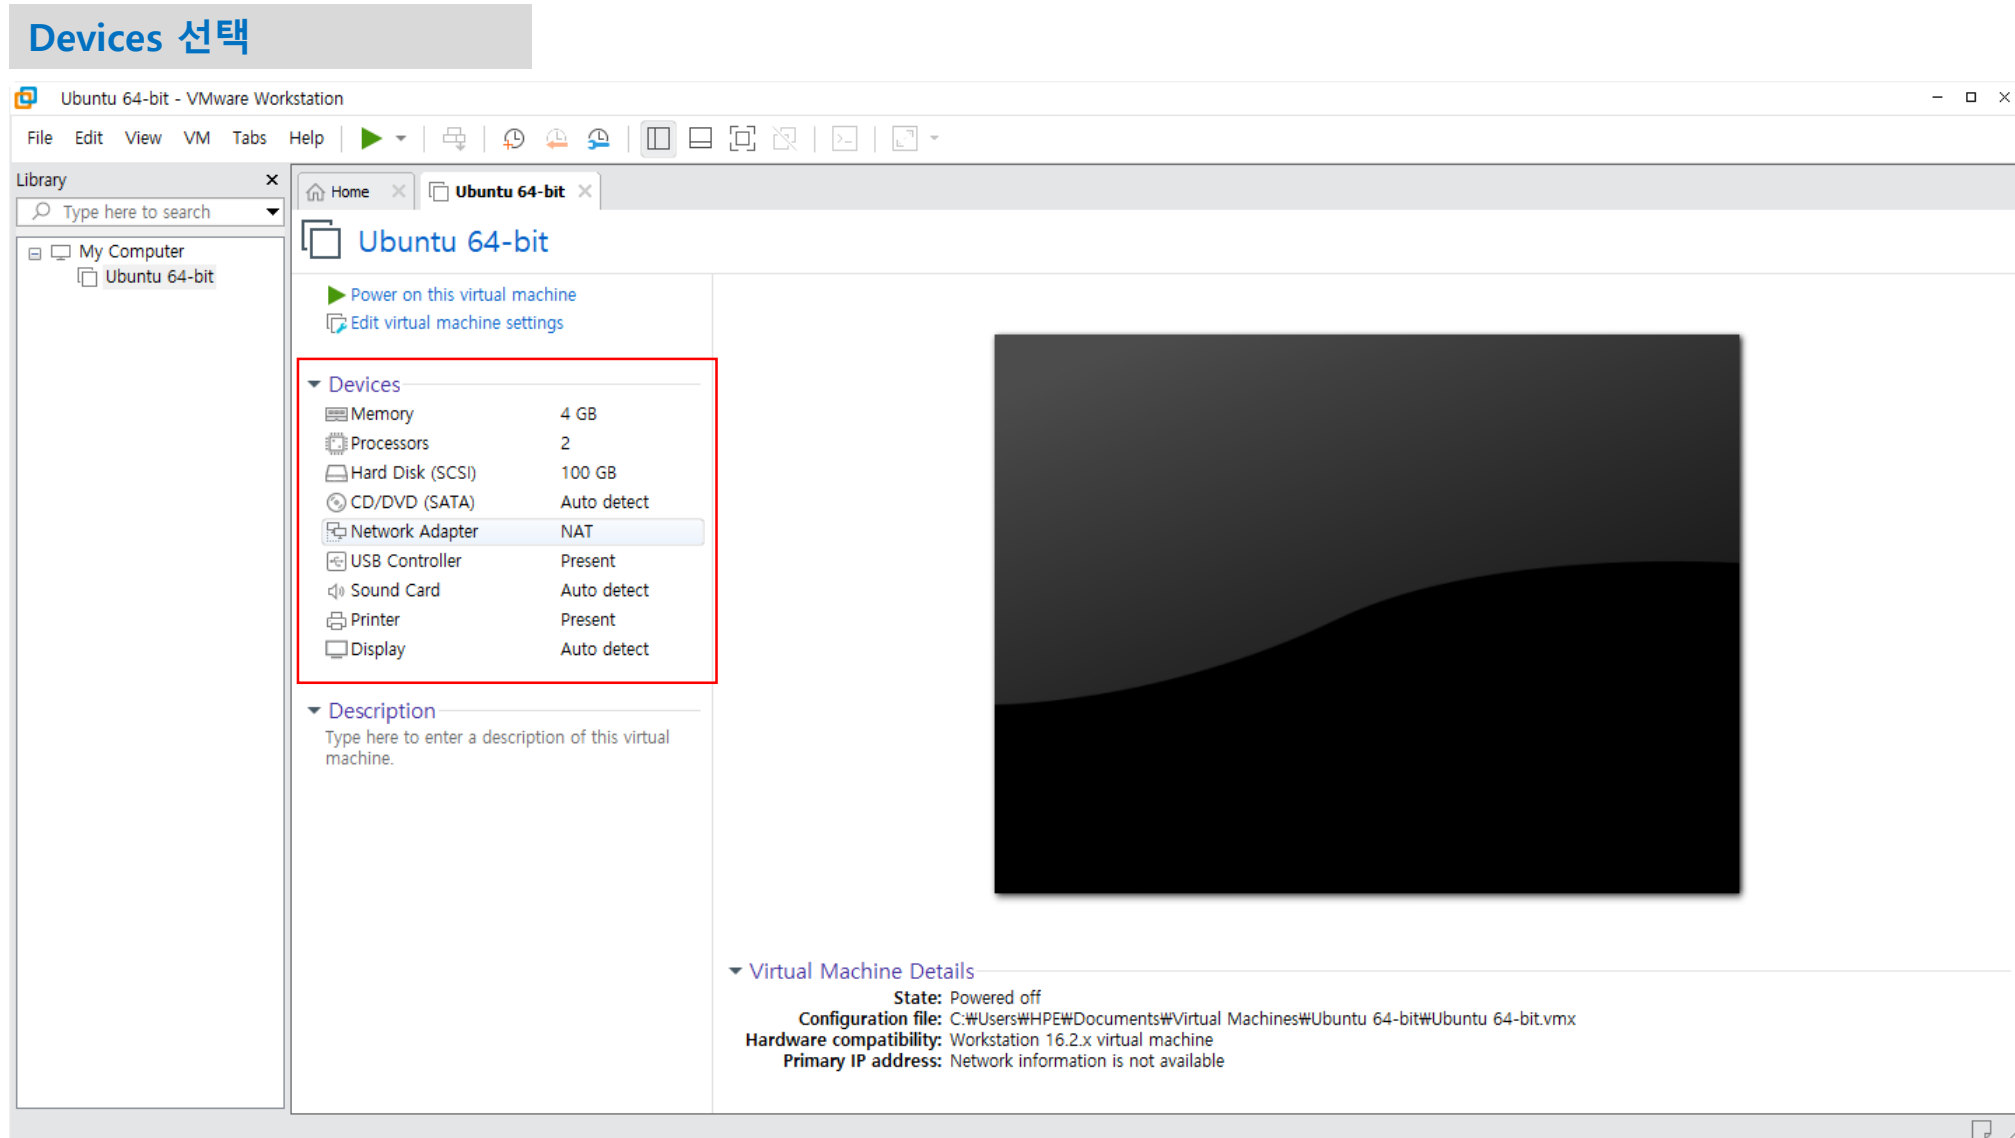 Devices 선택
Ubuntu 64-bit - VMware Workstation
File Edit View VM Tabs Help
Library
Home
Ubuntu 64-bit
Type here to search
My Computer
Ubuntu 64-bit
Ubuntu 64-bit
Power on this virtual machine
Edit virtual machine settings
Devices
Memory 4 GB
Processors 2
Hard Disk (SCSI) 100 GB
CD/DVD (SATA) Auto detect
Network Adapter NAT
USB Controller Present
Sound Card Auto detect
Printer Present
Display Auto detect
Description
Type here to enter a description of this virtual
machine.
Virtual Machine Details
State: Powered off
Configuration file: C:₩Users₩HPE₩Documents₩Virtual Machines₩Ubuntu 64-bit₩Ubuntu 64-bit.vmx
Hardware compatibility: Workstation 16.2.x virtual machine
Primary IP address: Network information is not available